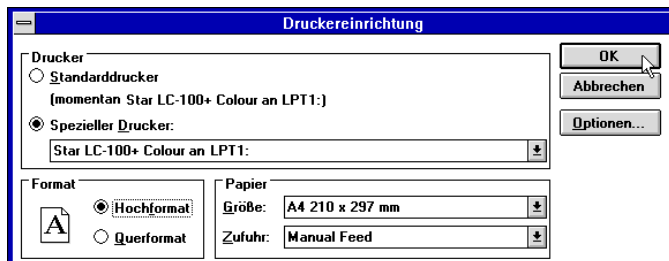 Druckereinrichtung
Drucker
Standarddrucker
(momentan Star LC-100+ Colour an LPT1:)
Spezieller Drucker:
Star LC-100+ Colour an LPT1:
OK
Abbrechen
Optionen...
Format
A
Hochformat
Querformat
Papier
Größe: A4 210 x 297 mm
Zufuhr: Manual Feed